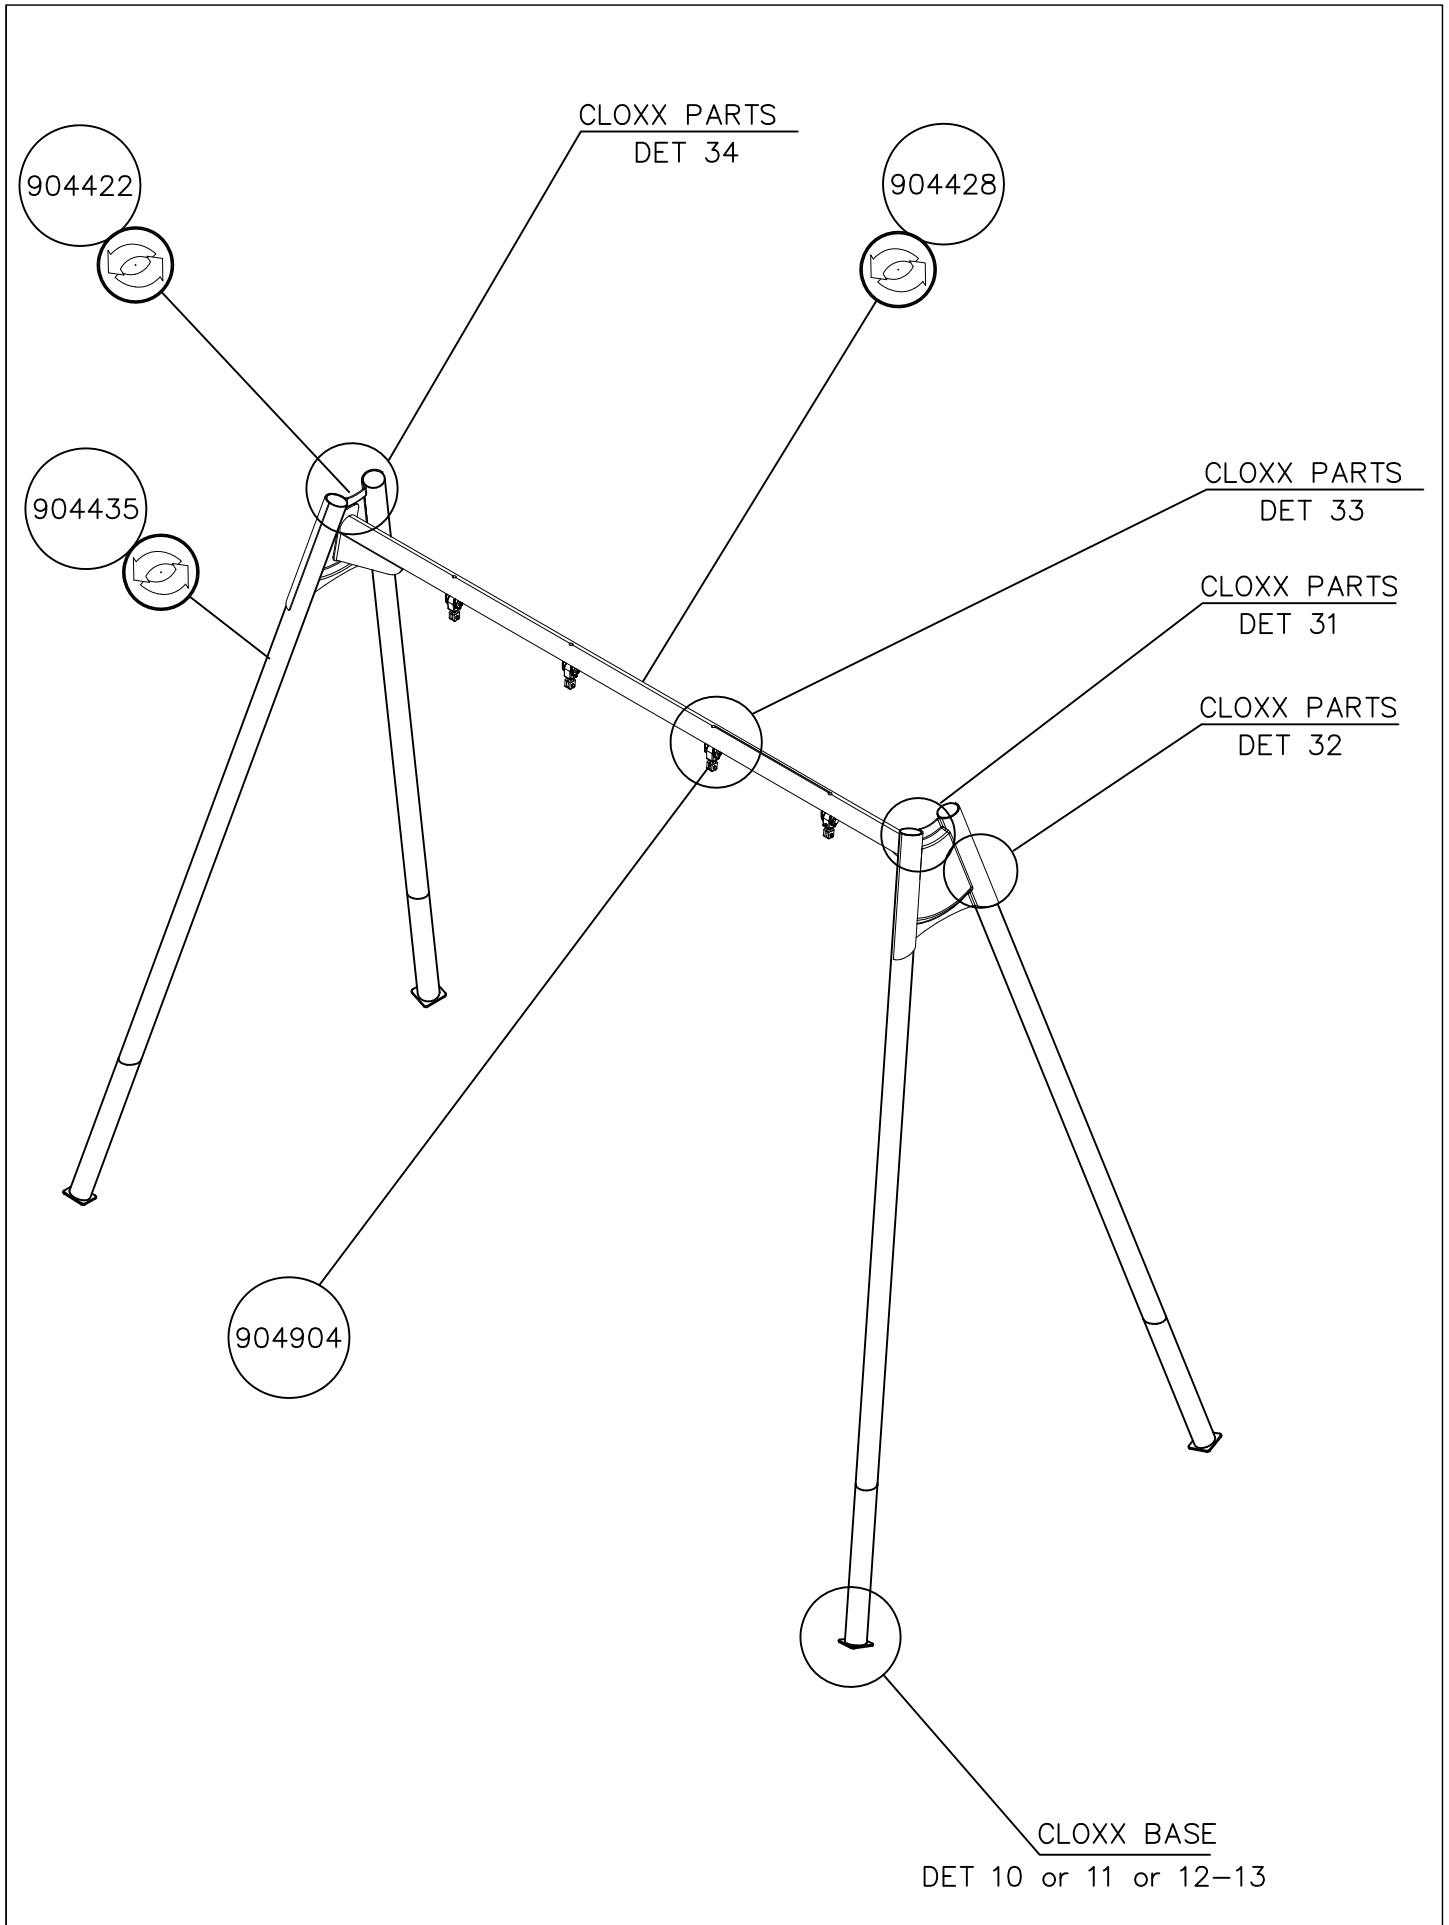 CLOXX PARTS
DET 34
904422
904428
CLOXX PARTS
DET 33
904435
CLOXX PARTS
DET 31
CLOXX PARTS
DET 32
904904
CLOXX BASE
DET 10 or 11 or 12-13